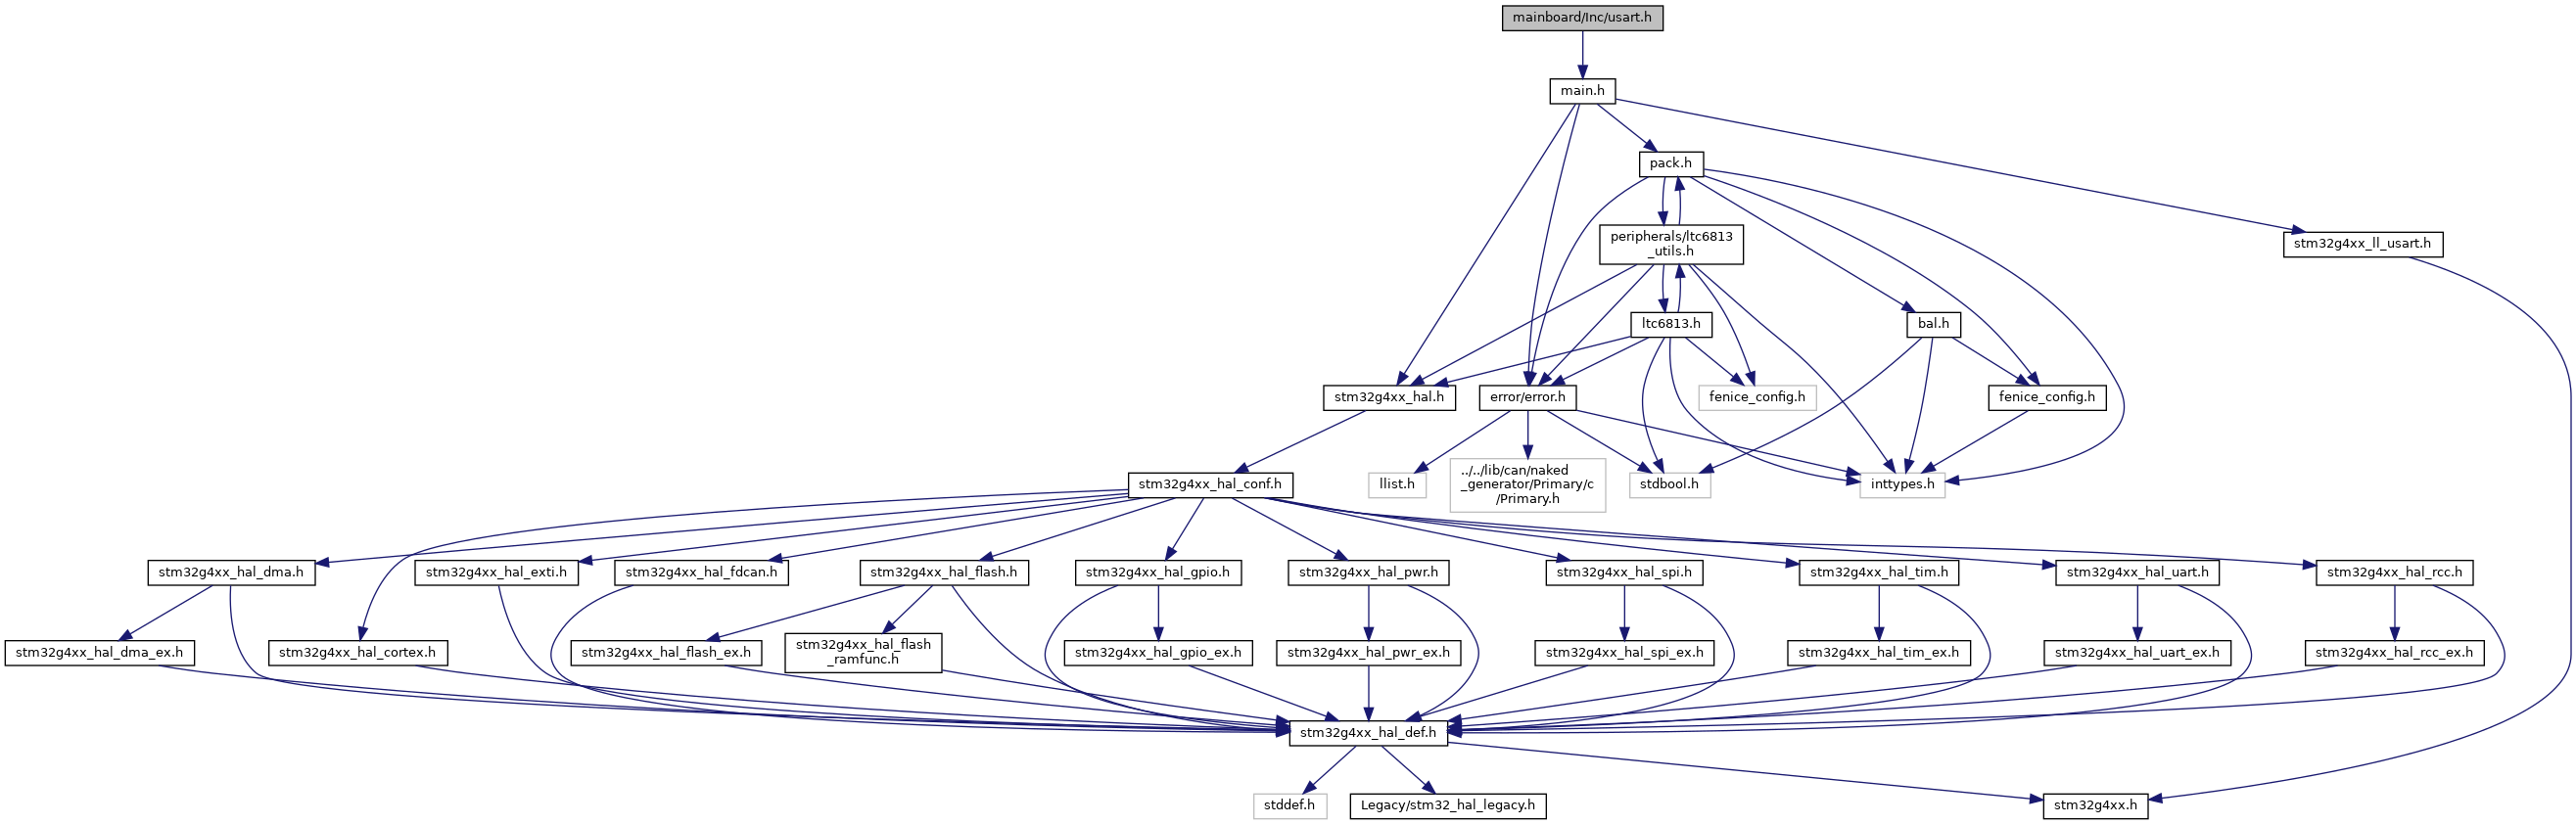 mainboard/Inc/usart.h
main.h
pack.h
peripherals/ltc6813
_utils.h
stm32g4xx_ll_usart.h
ltc6813.h
bal.h
stm32g4xx_hal.h
error/error.h
fenice_config.h
fenice_config.h
stm32g4xx_hal_conf.h
llist.h
../../lib/can/naked
_generator/Primary/c
/Primary.h
stdbool.h
inttypes.h
stm32g4xx_hal_dma.h
stm32g4xx_hal_exti.h
stm32g4xx_hal_fdcan.h
stm32g4xx_hal_flash.h
stm32g4xx_hal_gpio.h
stm32g4xx_hal_pwr.h
stm32g4xx_hal_spi.h
stm32g4xx_hal_tim.h
stm32g4xx_hal_uart.h
stm32g4xx_hal_rcc.h
stm32g4xx_hal_dma_ex.h
stm32g4xx_hal_cortex.h
stm32g4xx_hal_flash_ex.h
stm32g4xx_hal_flash
_ramfunc.h
stm32g4xx_hal_gpio_ex.h
stm32g4xx_hal_pwr_ex.h
stm32g4xx_hal_spi_ex.h
stm32g4xx_hal_tim_ex.h
stm32g4xx_hal_uart_ex.h
stm32g4xx_hal_rcc_ex.h
stm32g4xx_hal_def.h
stddef.h
Legacy/stm32_hal_legacy.h
stm32g4xx.h